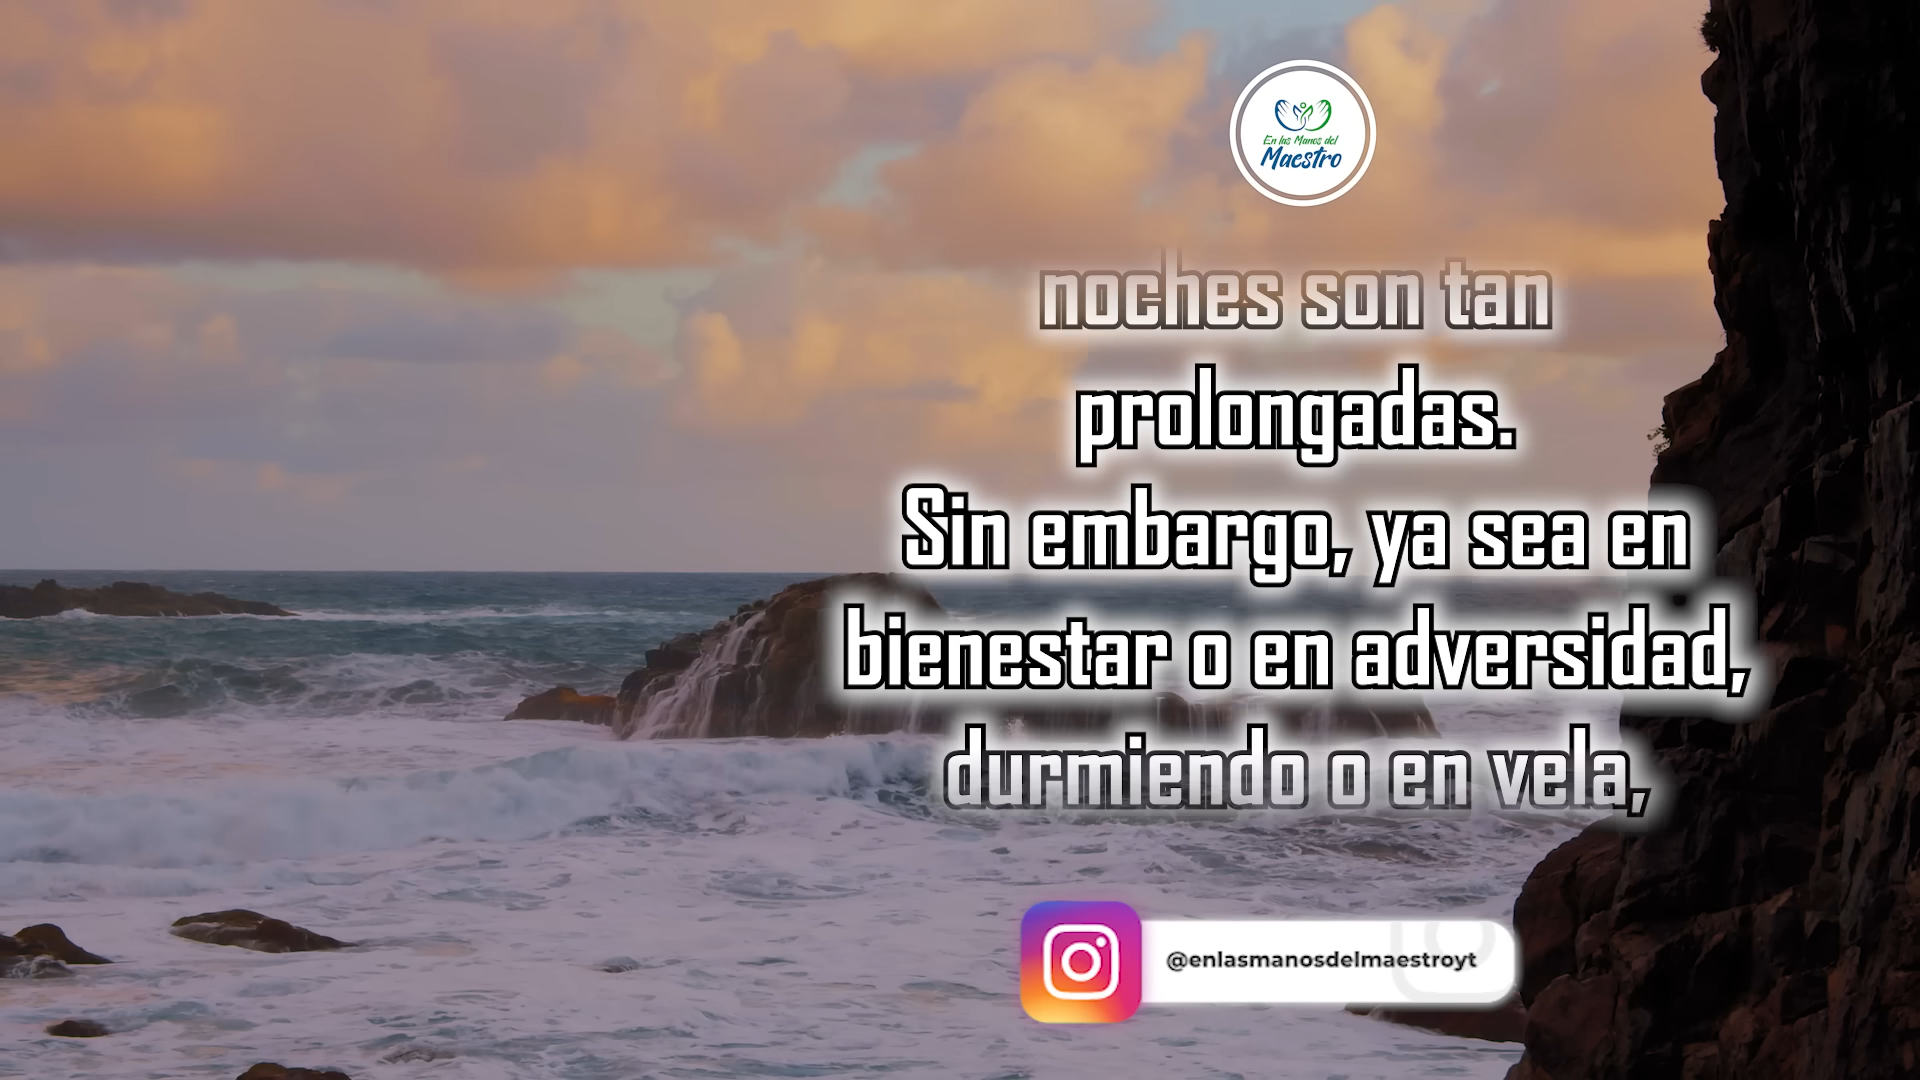 En las Manos del
Maestro
noches son tan
prolongadas.
Sin embargo, ya sea en
bienestar o en adversidad,
durmiendo o en vela,
@enlasmanosdelmaestroyt